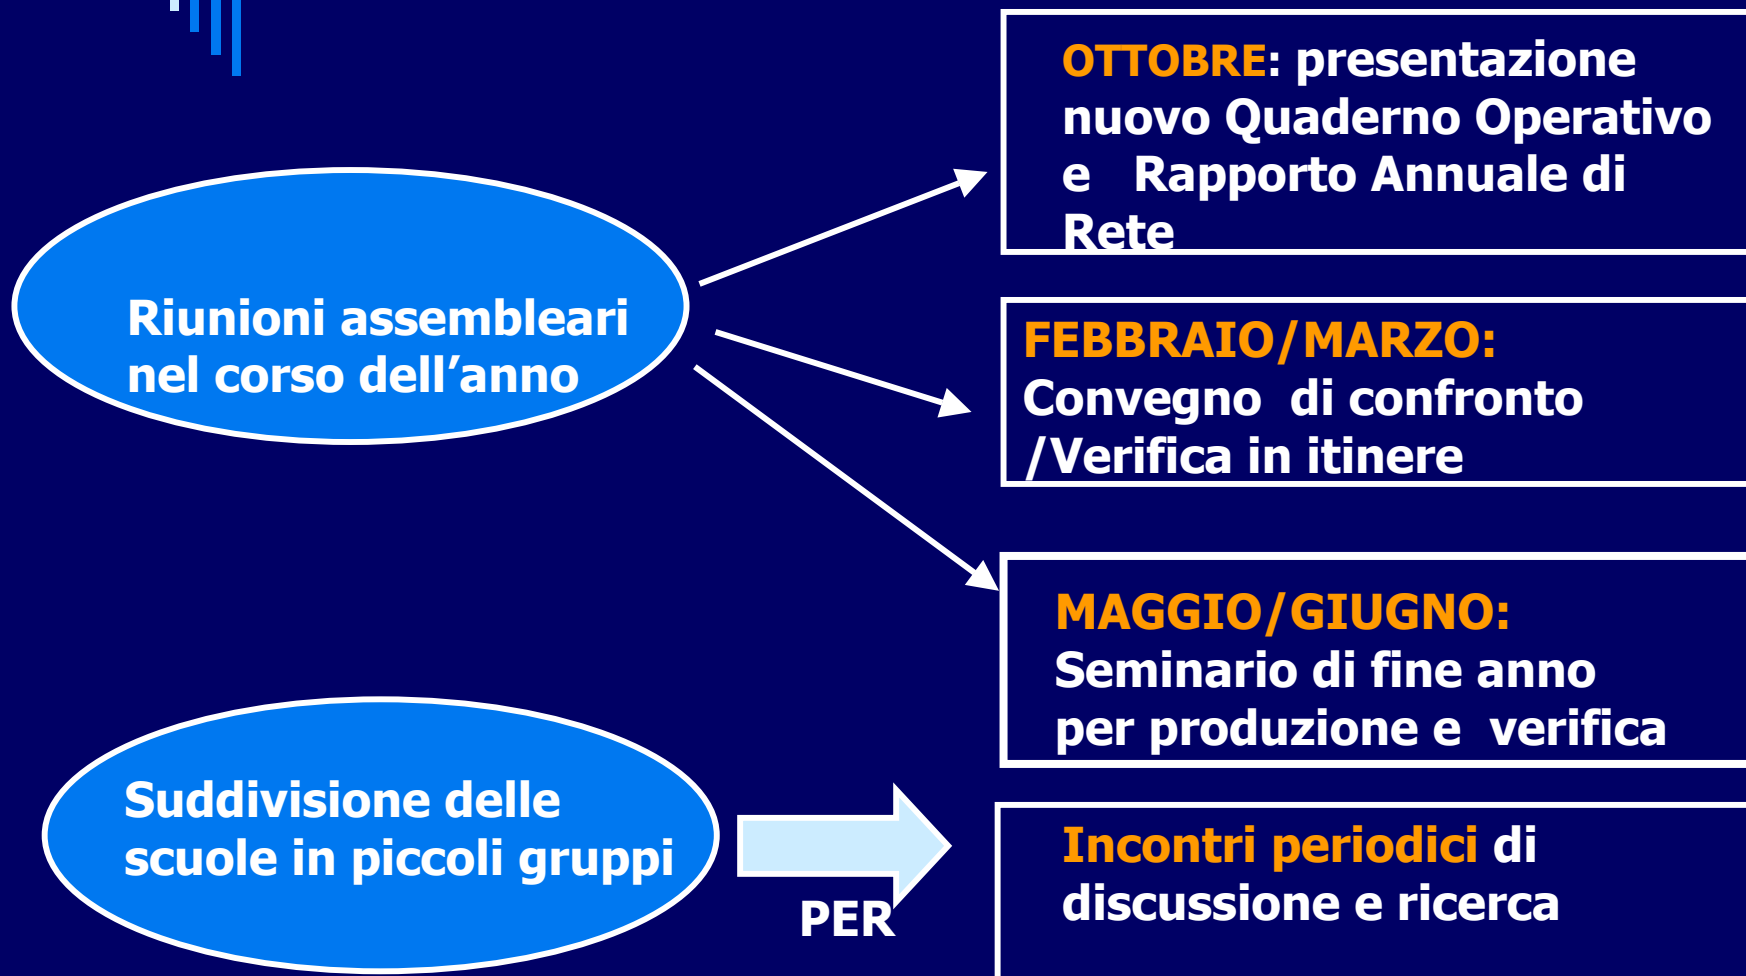 Riunioni assembleari
nel corso dell’anno
OTTOBRE: presentazione
nuovo Quaderno Operativo
e Rapporto Annuale di
Rete
FEBBRAIO/MARZO:
Convegno di confronto
/Verifica in itinere
MAGGIO/GIUGNO:
Seminario di fine anno
per produzione e verifica
Suddivisione delle
scuole in piccoli gruppi
PER
Incontri periodici di
discussione e ricerca